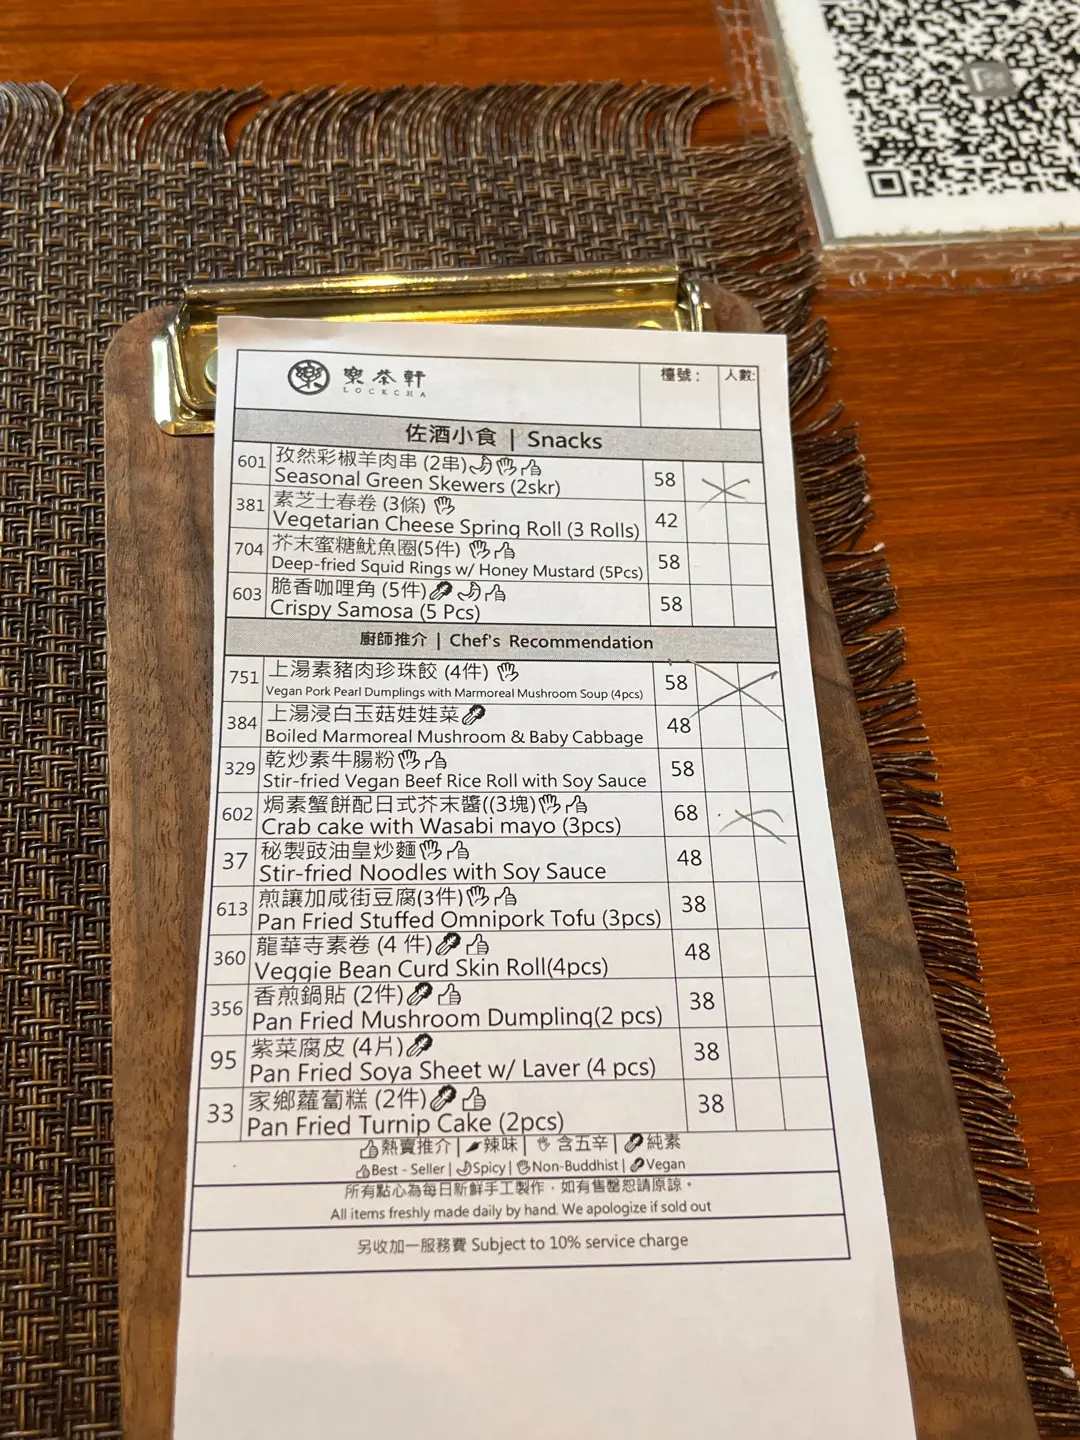 樂茶軒
LOCKCHA
檯號：
人數:
佐酒小食 | Snacks
601 孜然彩椒羊肉串 (2串) 58
Seasonal Green Skewers (2skr)
381 素芝士春卷 (3條) 42
Vegetarian Cheese Spring Roll (3 Rolls)
704 芥末蜜糖魷魚圈(5件) 58
Deep-fried Squid Rings w/ Honey Mustard (5Pcs)
603 脆香咖哩角 (5件) 58
Crispy Samosa (5 Pcs)
廚師推介 | Chef's Recommendation
751 上湯素豬肉珍珠餃 (4件) 58
Vegan Pork Pearl Dumplings with Marmoreal Mushroom Soup (4pcs)
384 上湯浸白玉菇娃娃菜 48
Boiled Marmoreal Mushroom & Baby Cabbage
329 乾炒素牛腸粉 58
Stir-fried Vegan Beef Rice Roll with Soy Sauce
602 焗素蟹餅配日式芥末醬((3塊) 68
Crab cake with Wasabi mayo (3pcs)
37 秘製豉油皇炒麵 48
Stir-fried Noodles with Soy Sauce
613 煎讓加咸街豆腐(3件) 38
Pan Fried Stuffed Omnipork Tofu (3pcs)
360 龍華寺素卷 (4 件) 48
Veggie Bean Curd Skin Roll(4pcs)
356 香煎鍋貼 (2件) 38
Pan Fried Mushroom Dumpling(2 pcs)
95 紫菜腐皮 (4片) 38
Pan Fried Soya Sheet w/ Laver (4 pcs)
33 家鄉蘿蔔糕 (2件) 38
Pan Fried Turnip Cake (2pcs)
熱賣推介 | 辣味 | 含五辛 | 純素
Best - Seller | Spicy | Non-Buddhist | Vegan
所有點心為每日新鮮手工製作，如有售罄恕請原諒。
All items freshly made daily by hand. We apologize if sold out
另收加一服務費 Subject to 10% service charge